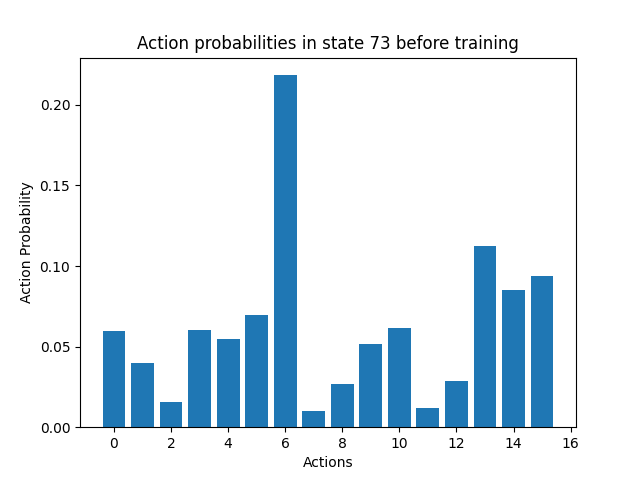 Action probabilities in state 73 before training
Action Probability
0.20
0.15
0.10
0.05
0.00
0 2 4 6 8 10 12 14 16
Actions